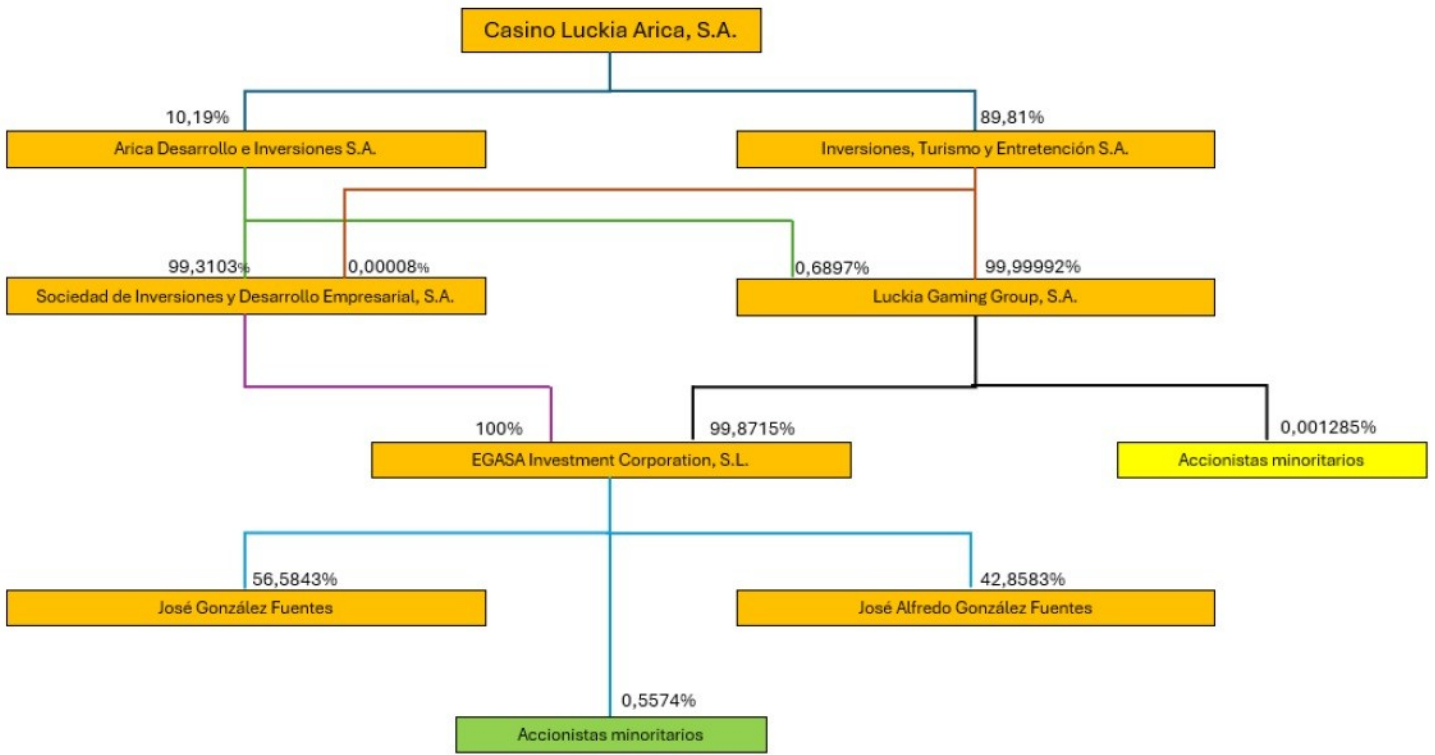 Casino Luckia Arica, S.A.
10,19%
89,81%
Arica Desarrollo e Inversiones S.A.
Inversiones, Turismo y Entretención S.A.
99,3103%
0,00008%
0,6897%
99,99992%
Sociedad de Inversiones y Desarrollo Empresarial, S.A.
Luckia Gaming Group, S.A.
100%
99,8715%
0,001285%
EGASA Investment Corporation, S.L.
Accionistas minoritarios
56,5843%
42,8583%
José González Fuentes
José Alfredo González Fuentes
0,5574%
Accionistas minoritarios